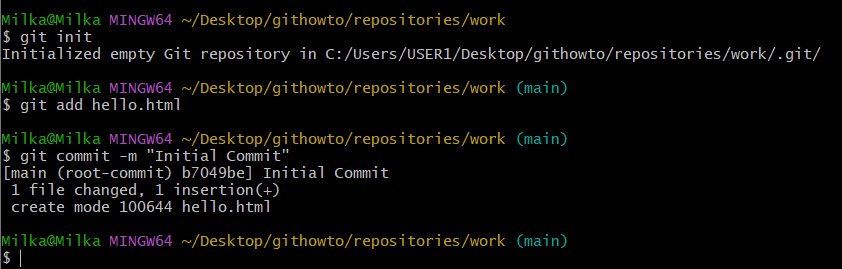 Milka@Milka MINGW64 ~/Desktop/githowto/repositories/work
$ git init
Initialized empty Git repository in C:/Users/USER1/Desktop/githowto/repositories/work/.git/
Milka@Milka MINGW64 ~/Desktop/githowto/repositories/work (main)
$ git add hello.html
Milka@Milka MINGW64 ~/Desktop/githowto/repositories/work (main)
$ git commit -m "Initial Commit"
[main (root-commit) b7049be] Initial Commit
 1 file changed, 1 insertion(+)
 create mode 100644 hello.html
Milka@Milka MINGW64 ~/Desktop/githowto/repositories/work (main)
$